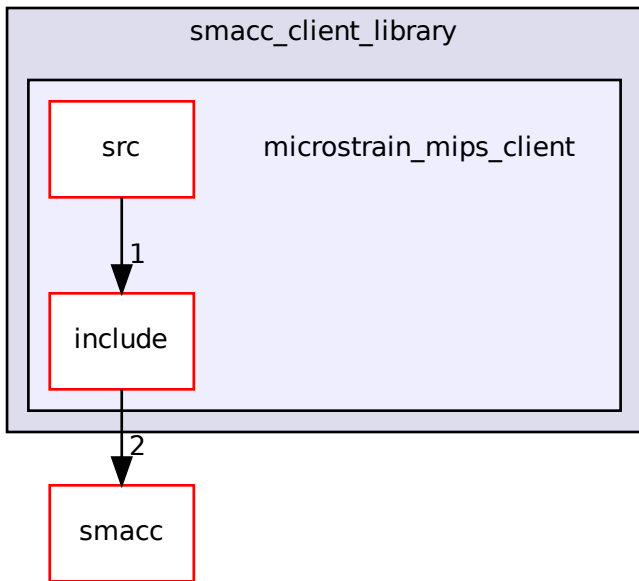 smacc_client_library
src
microstrain_mips_client
1
include
2
smacc